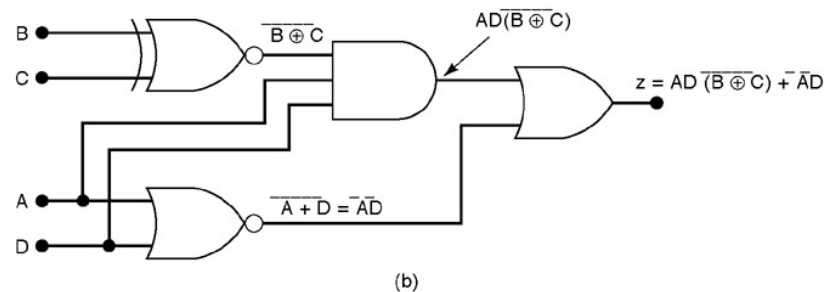 B
C
B̅ ̅⊕̅ C̅
AD(B̅ ̅⊕̅ C̅)
z = AD (B̅ ̅⊕̅ C̅) + A̅D̅
A
D
A̅ ̅+̅ D̅ = A̅D̅
(b)